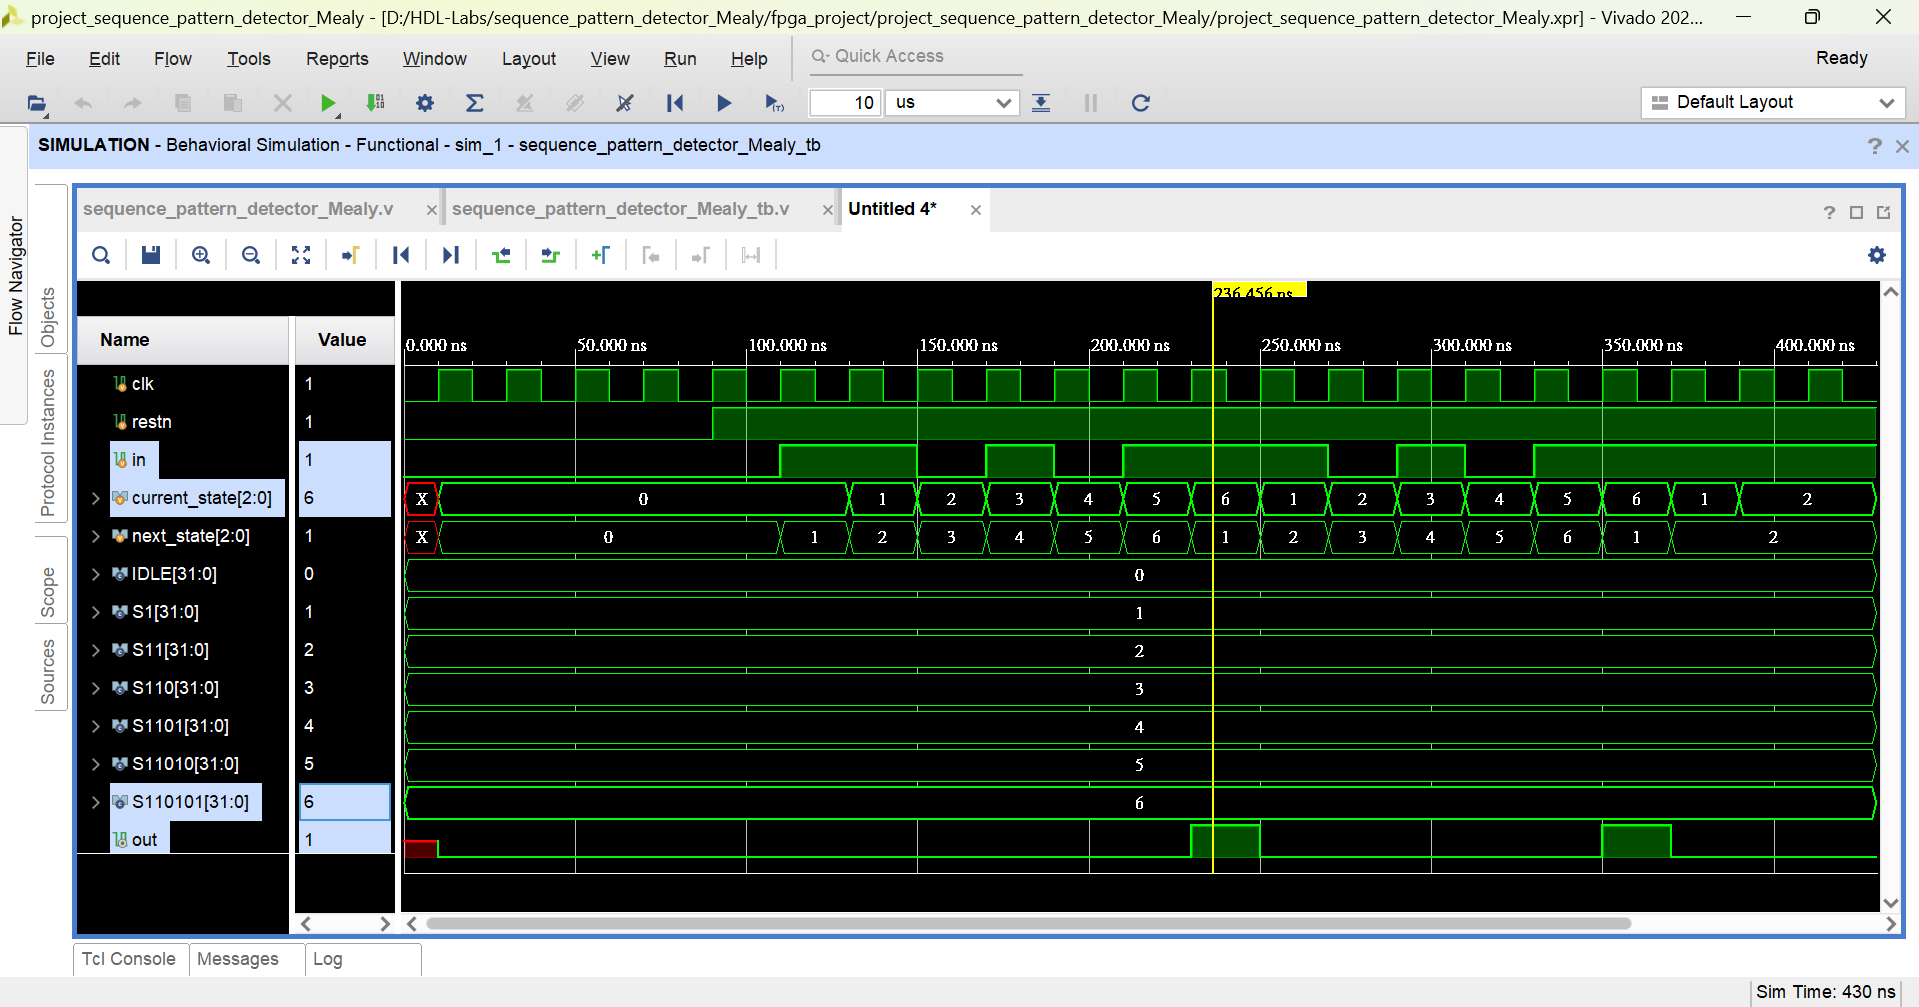 project_sequence_pattern_detector_Mealy - [D:/HDL-Labs/sequence_pattern_detector_Mealy/fpga_project/project_sequence_pattern_detector_Mealy/project_sequence_pattern_detector_Mealy.xpr] - Vivado 202...
File Edit Flow Tools Reports Window Layout View Run Help Quick Access Ready
10 us Default Layout
SIMULATION - Behavioral Simulation - Functional - sim_1 - sequence_pattern_detector_Mealy_tb
Flow Navigator
Objects
Protocol Instances
Scope
Sources
sequence_pattern_detector_Mealy.v sequence_pattern_detector_Mealy_tb.v Untitled 4*
236.456 ns
Name Value 0.000 ns 50.000 ns 100.000 ns 150.000 ns 200.000 ns 250.000 ns 300.000 ns 350.000 ns 400.000 ns
clk 1
restn 1
in 1
current_state[2:0] 6 X 0 1 2 3 4 5 6 1 2 3 4 5 6 1 2
next_state[2:0] 1 X 0 1 2 3 4 5 6 1 2 3 4 5 6 1 2
IDLE[31:0] 0 0
S1[31:0] 1 1
S11[31:0] 2 2
S110[31:0] 3 3
S1101[31:0] 4 4
S11010[31:0] 5 5
S110101[31:0] 6 6
out 1
Tcl Console Messages Log
Sim Time: 430 ns